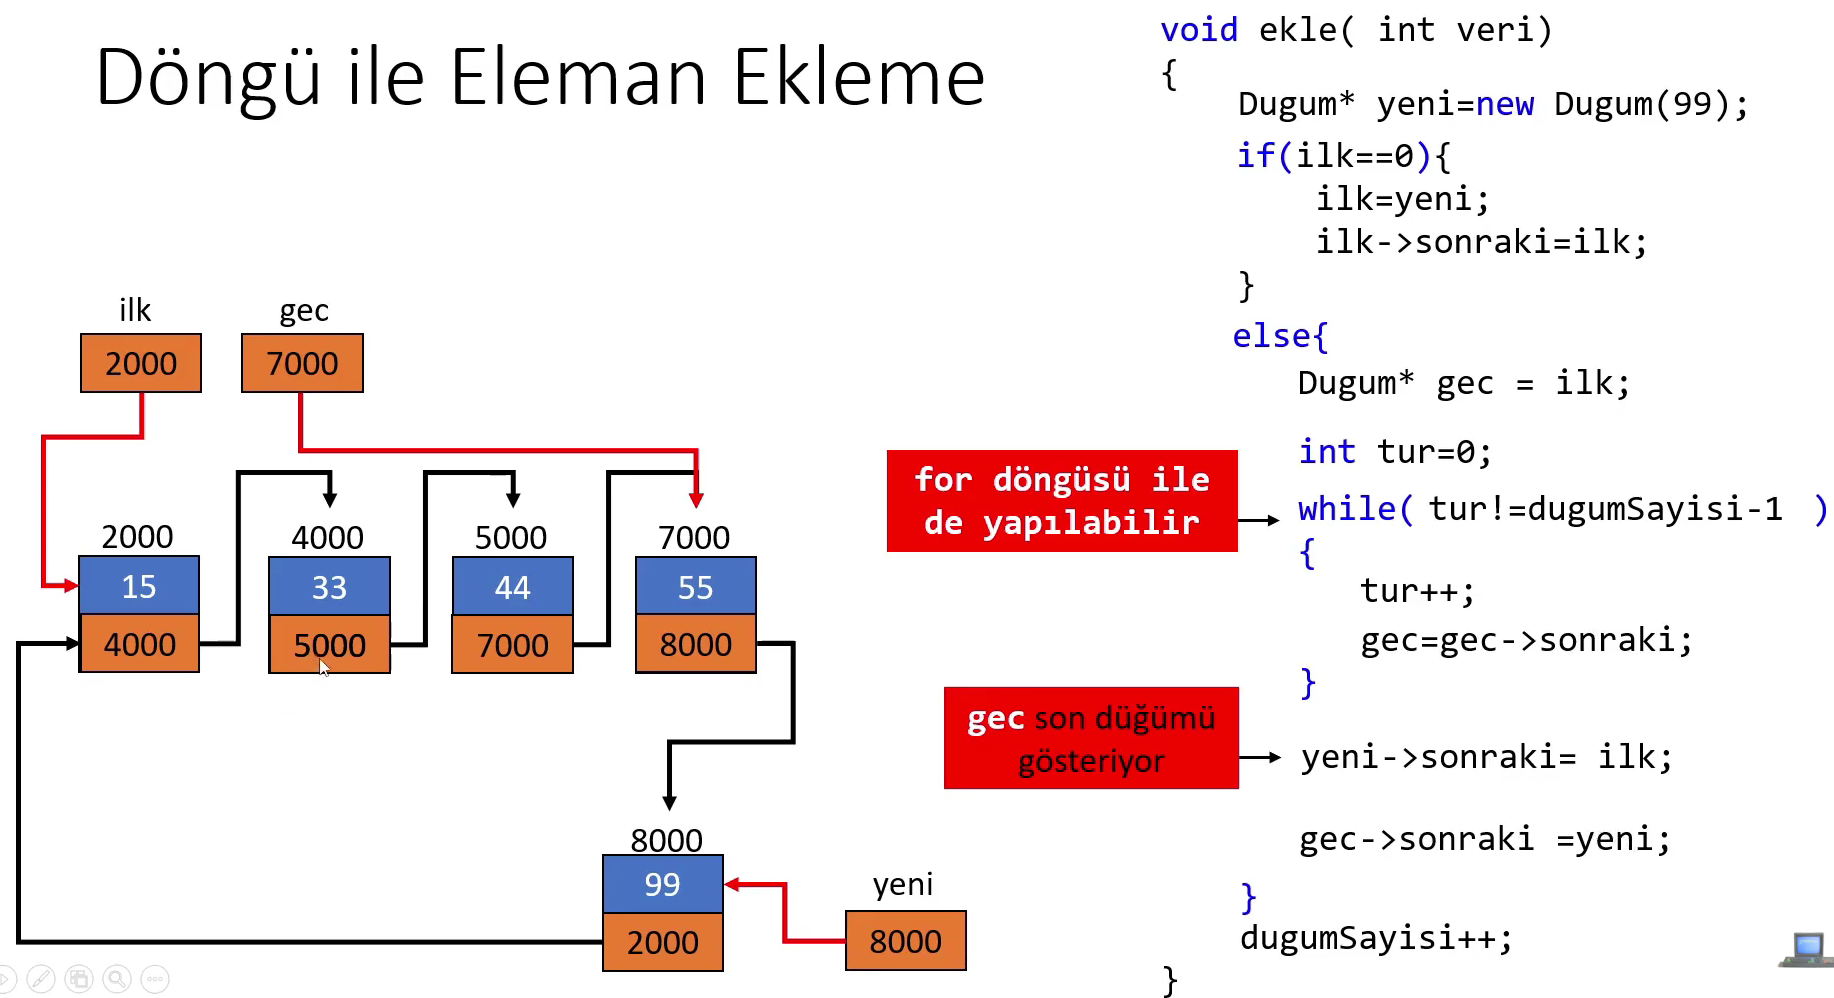 Döngü ile Eleman Ekleme
ilk
gec
2000
7000
2000
4000
5000
7000
15
33
44
55
4000
5000
7000
8000
8000
99
2000
yeni
8000
for döngüsü ile
de yapılabilir
gec son düğümü
gösteriyor
void ekle( int veri)
{
Dugum* yeni=new Dugum(99);
if(ilk==0){
ilk=yeni;
ilk->sonraki=ilk;
}
else{
Dugum* gec = ilk;
int tur=0;
while( tur!=dugumSayisi-1 )
{
tur++;
gec=gec->sonraki;
}
yeni->sonraki= ilk;
gec->sonraki =yeni;
}
dugumSayisi++;
}